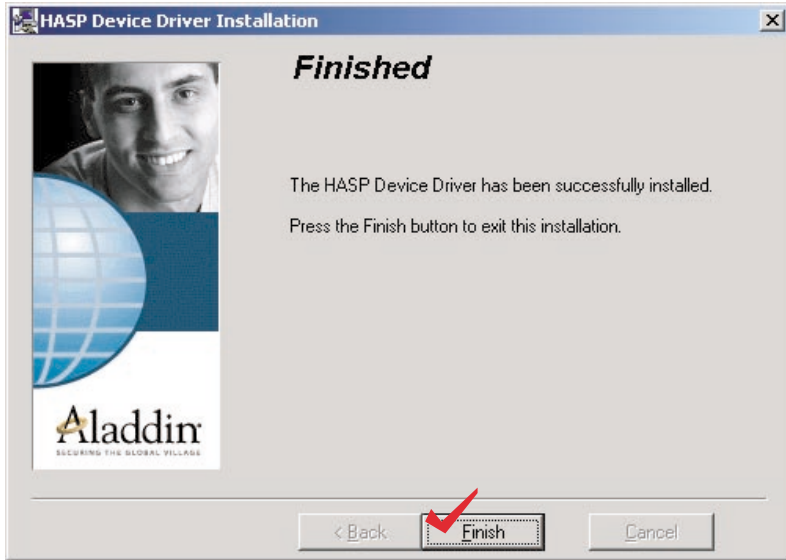 HASP Device Driver Installation
Finished
The HASP Device Driver has been successfully installed.
Press the Finish button to exit this installation.
Aladdin
SECURING THE GLOBAL VILLAGE
< Back
Finish
Cancel